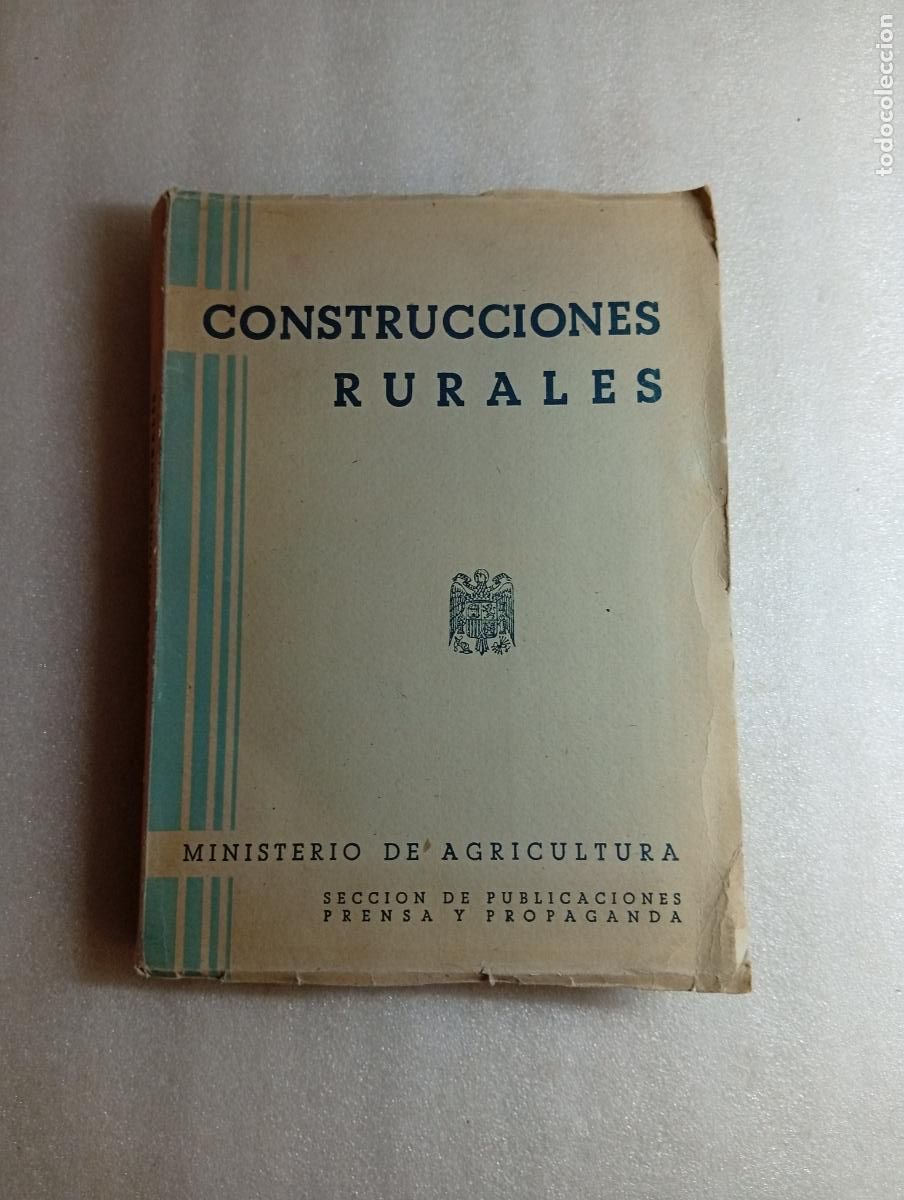 CONSTRUCCIONES
RURALES
MINISTERIO DE AGRICULTURA
SECCION DE PUBLICACIONES
PRENSA Y PROPAGANDA
todocoleccion